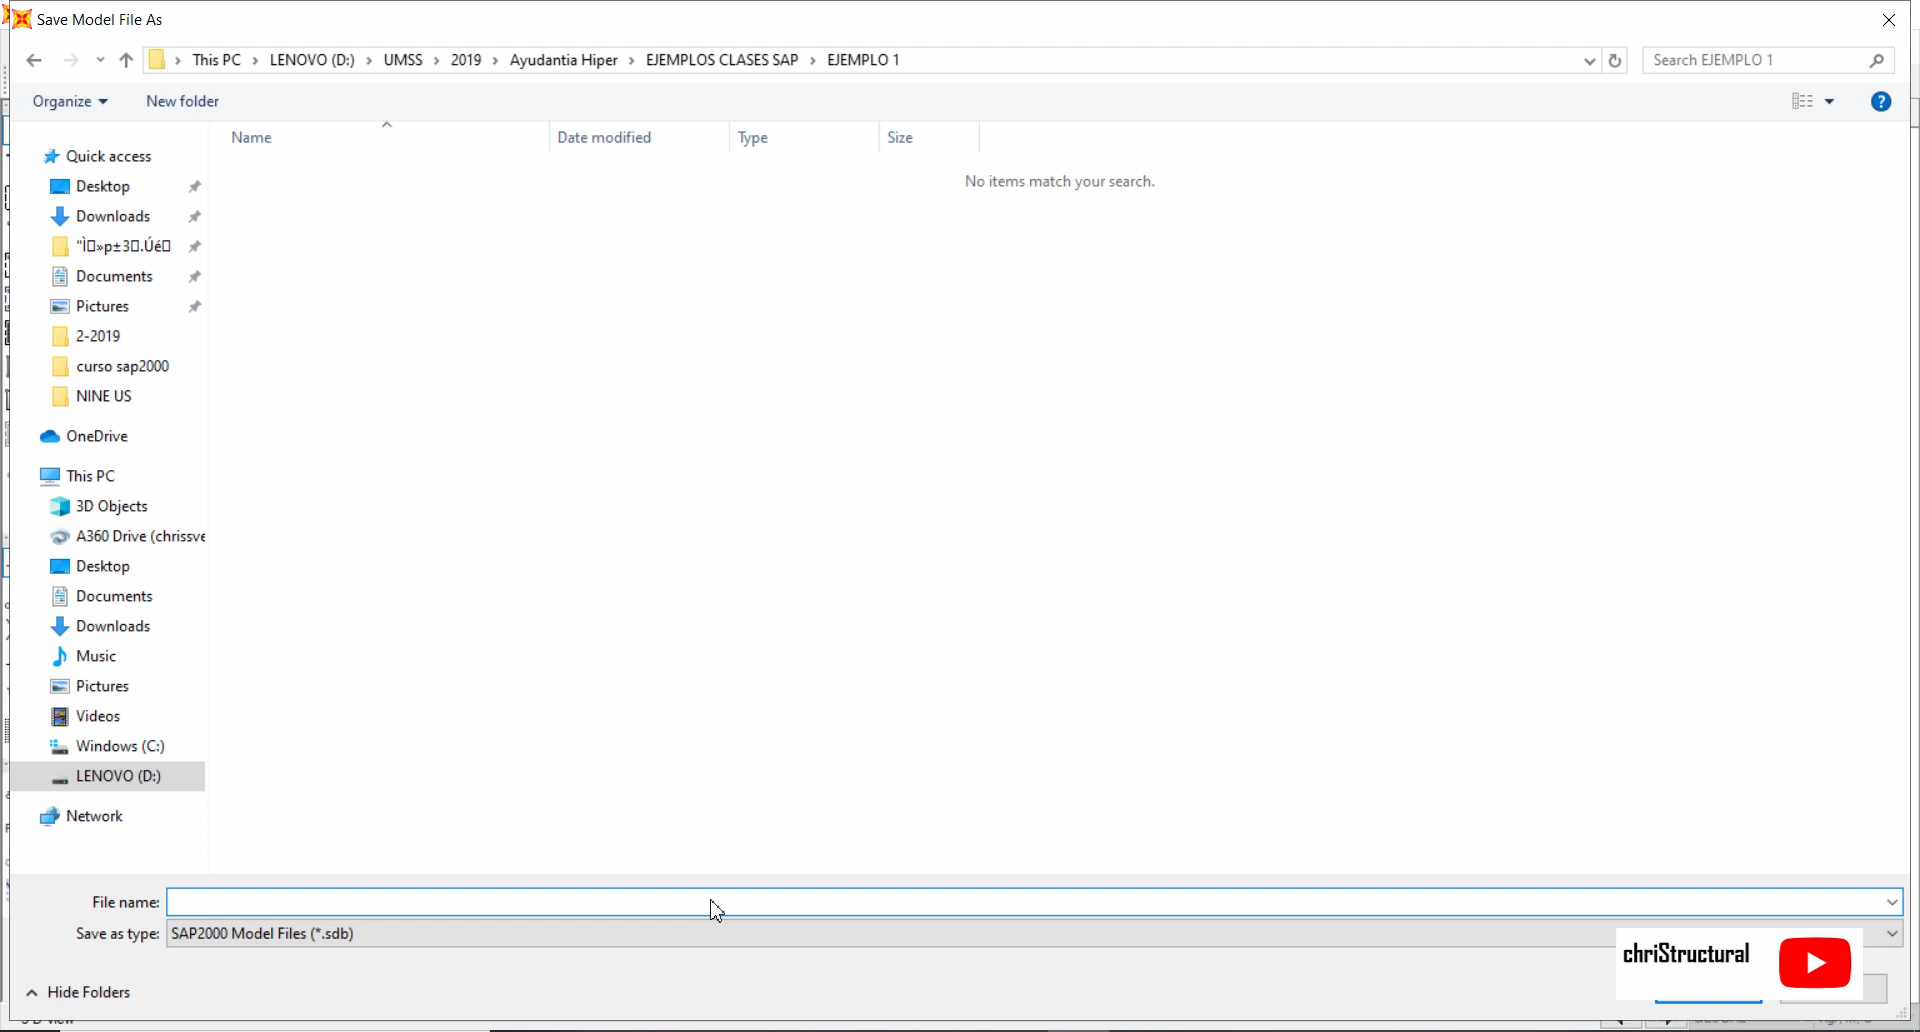 Save Model File As
This PC > LENOVO (D:) > UMSS > 2019 > Ayudantia Hiper > EJEMPLOS CLASES SAP > EJEMPLO 1
Search EJEMPLO 1
Organize
New folder
Name
Date modified
Type
Size
No items match your search.
Quick access
Desktop
Downloads
Documents
Pictures
2-2019
curso sap2000
NINE US
OneDrive
This PC
3D Objects
A360 Drive (chrissve
Desktop
Documents
Downloads
Music
Pictures
Videos
Windows (C:)
LENOVO (D:)
Network
File name:
Save as type: SAP2000 Model Files (*.sdb)
chriStructural
Hide Folders